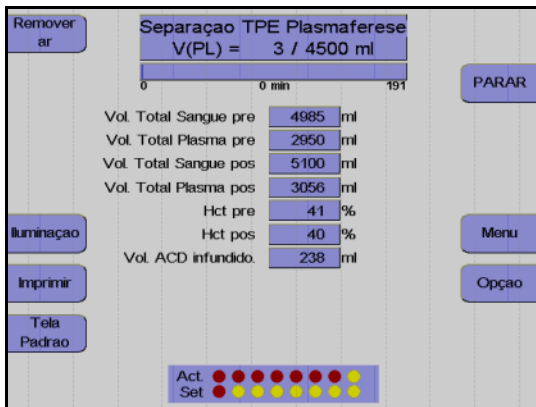 Remover
ar
Separaçao TPE Plasmaferese
V(PL) = 3 / 4500 ml
0 0 min 191
PARAR
Vol. Total Sangue pre 4985 ml
Vol. Total Plasma pre 2950 ml
Vol. Total Sangue pos 5100 ml
Vol. Total Plasma pos 3056 ml
Hct pre 41 %
Hct pos 40 %
Vol. ACD infundido. 238 ml
Iluminaçao
Menu
Imprimir
Opçao
Tela
Padrao
Act.
Set